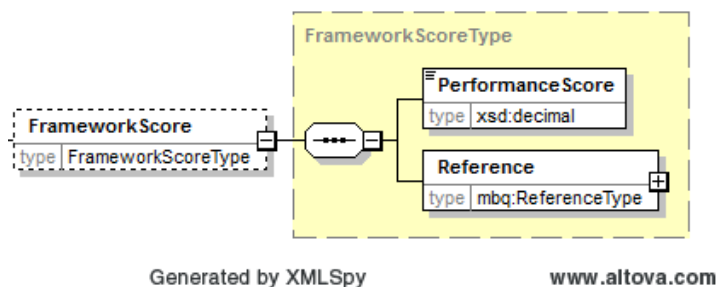 FrameworkScoreType
PerformanceScore
type xsd:decimal
FrameworkScore
type FrameworkScoreType
Reference
type mbq:ReferenceType
Generated by XMLSpy www.altova.com